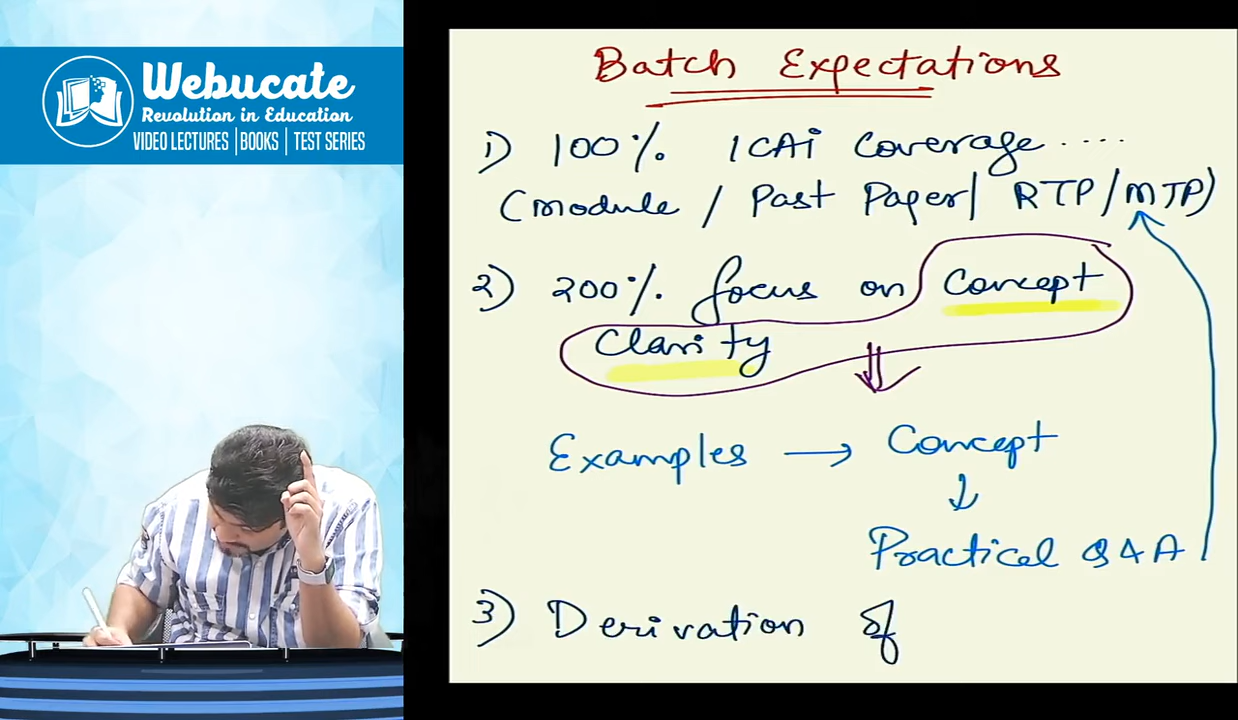 Webucate
Revolution in Education
VIDEO LECTURES | BOOKS | TEST SERIES
Batch Expectations
1) 100% ICAi Coverage ....
(Module / Past Paper / RTP / MTP)
2) 200% focus on Concept
Clarity
Examples → Concept
↓
Practical Q & A
3) Derivation of